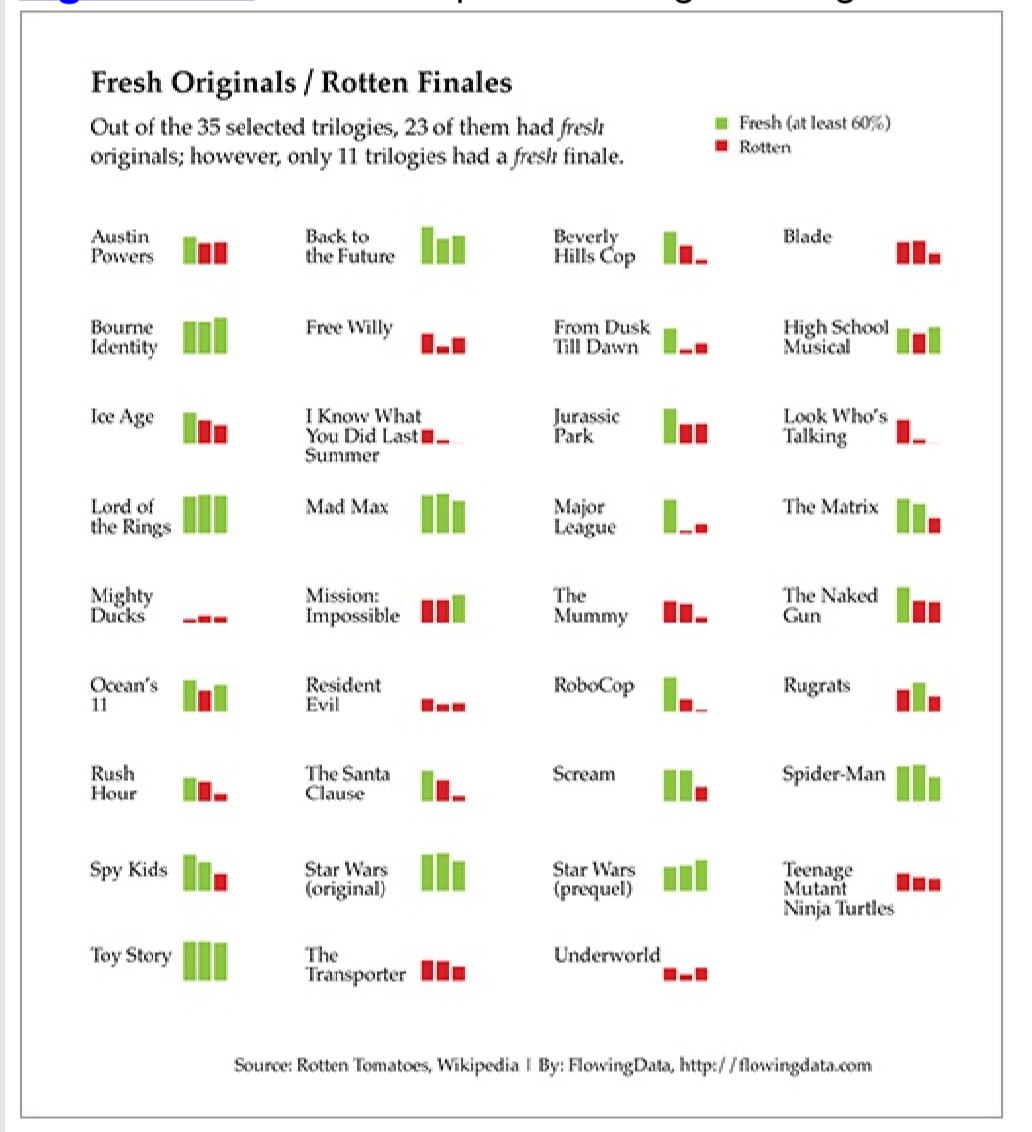 Fresh Originals / Rotten Finales
Out of the 35 selected trilogies, 23 of them had fresh
originals; however, only 11 trilogies had a fresh finale.
Fresh (at least 60%)
Rotten
Austin
Powers
Back to
the Future
Beverly
Hills Cop
Blade
Bourne
Identity
Free Willy
From Dusk
Till Dawn
High School
Musical
Ice Age
I Know What
You Did Last
Summer
Jurassic
Park
Look Who's
Talking
Lord of
the Rings
Mad Max
Major
League
The Matrix
Mighty
Ducks
Mission:
Impossible
The
Mummy
The Naked
Gun
Ocean's
11
Resident
Evil
RoboCop
Rugrats
Rush
Hour
The Santa
Clause
Scream
Spider-Man
Spy Kids
Star Wars
(original)
Star Wars
(prequel)
Teenage
Mutant
Ninja Turtles
Toy Story
The
Transporter
Underworld
Source: Rotten Tomatoes, Wikipedia | By: FlowingData, http://flowingdata.com